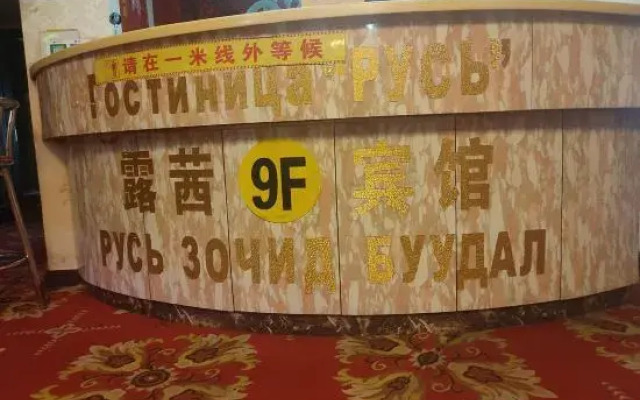 请在一米线外等候
Гостиница "РУСЬ"
露茜 9F 宾馆
РУСЬ ЗОЧИД БУУДАЛ